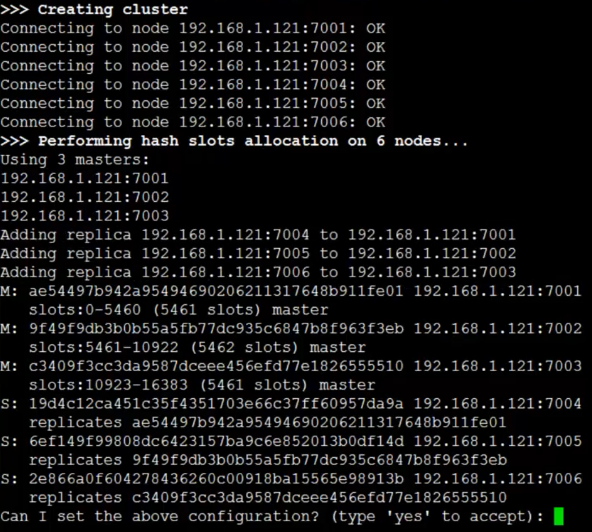 >>> Creating cluster
Connecting to node 192.168.1.121:7001: OK
Connecting to node 192.168.1.121:7002: OK
Connecting to node 192.168.1.121:7003: OK
Connecting to node 192.168.1.121:7004: OK
Connecting to node 192.168.1.121:7005: OK
Connecting to node 192.168.1.121:7006: OK
>>> Performing hash slots allocation on 6 nodes...
Using 3 masters:
192.168.1.121:7001
192.168.1.121:7002
192.168.1.121:7003
Adding replica 192.168.1.121:7004 to 192.168.1.121:7001
Adding replica 192.168.1.121:7005 to 192.168.1.121:7002
Adding replica 192.168.1.121:7006 to 192.168.1.121:7003
M: ae54497b942a95494690206211317648b911fe01 192.168.1.121:7001
slots:0-5460 (5461 slots) master
M: 9f49f9db3b0b55a5fb77dc935c6847b8f963f3eb 192.168.1.121:7002
slots:5461-10922 (5462 slots) master
M: c3409f3cc3da9587dceee456efd77e1826555510 192.168.1.121:7003
slots:10923-16383 (5461 slots) master
S: 19d4c12ca451c35f4351703e66c37ff60957da9a 192.168.1.121:7004
replicates ae54497b942a95494690206211317648b911fe01
S: 6ef149f99808dc6423157ba9c6e852013b0df14d 192.168.1.121:7005
replicates 9f49f9db3b0b55a5fb77dc935c6847b8f963f3eb
S: 2e866a0f604278436260c00918ba15565e98913b 192.168.1.121:7006
replicates c3409f3cc3da9587dceee456efd77e1826555510
Can I set the above configuration? (type 'yes' to accept):